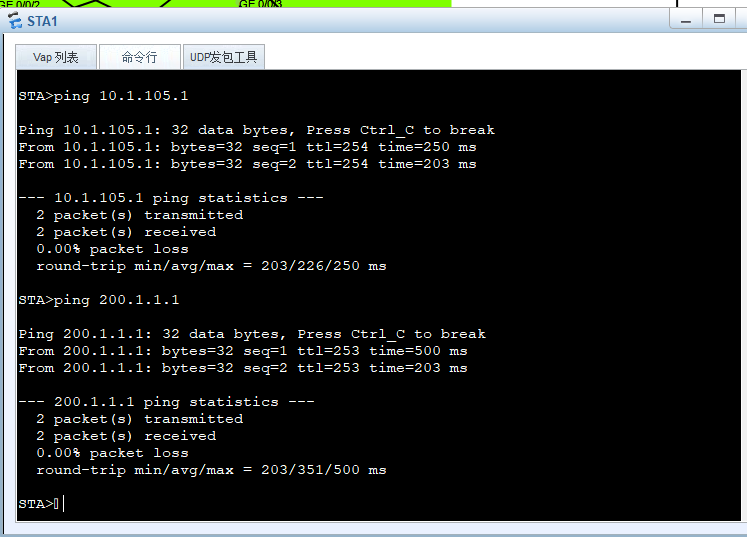 GE 0/0/2
GE 0/0/3
STA1
Vap 列表
命令行
UDP发包工具
STA>ping 10.1.105.1
Ping 10.1.105.1: 32 data bytes, Press Ctrl_C to break
From 10.1.105.1: bytes=32 seq=1 ttl=254 time=250 ms
From 10.1.105.1: bytes=32 seq=2 ttl=254 time=203 ms
--- 10.1.105.1 ping statistics ---
2 packet(s) transmitted
2 packet(s) received
0.00% packet loss
round-trip min/avg/max = 203/226/250 ms
STA>ping 200.1.1.1
Ping 200.1.1.1: 32 data bytes, Press Ctrl_C to break
From 200.1.1.1: bytes=32 seq=1 ttl=253 time=500 ms
From 200.1.1.1: bytes=32 seq=2 ttl=253 time=203 ms
--- 200.1.1.1 ping statistics ---
2 packet(s) transmitted
2 packet(s) received
0.00% packet loss
round-trip min/avg/max = 203/351/500 ms
STA>